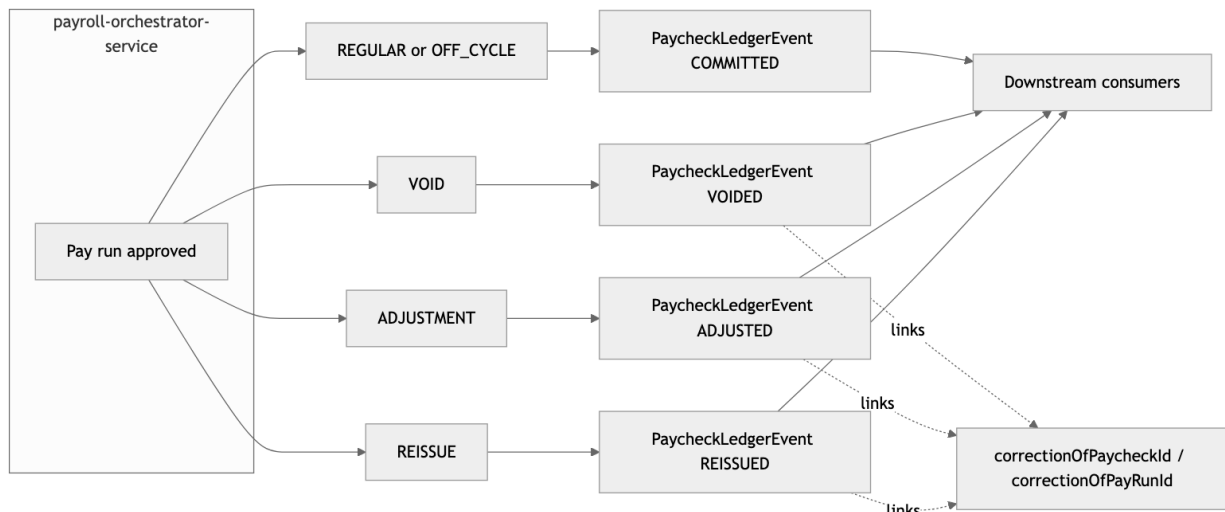 payroll-orchestrator-
service
Pay run approved
REGULAR or OFF_CYCLE
PaycheckLedgerEvent
COMMITTED
Downstream consumers
VOID
PaycheckLedgerEvent
VOIDED
ADJUSTMENT
PaycheckLedgerEvent
ADJUSTED
links
links
REISSUE
PaycheckLedgerEvent
REISSUED
links
correctionOfPaycheckId /
correctionOfPayRunId